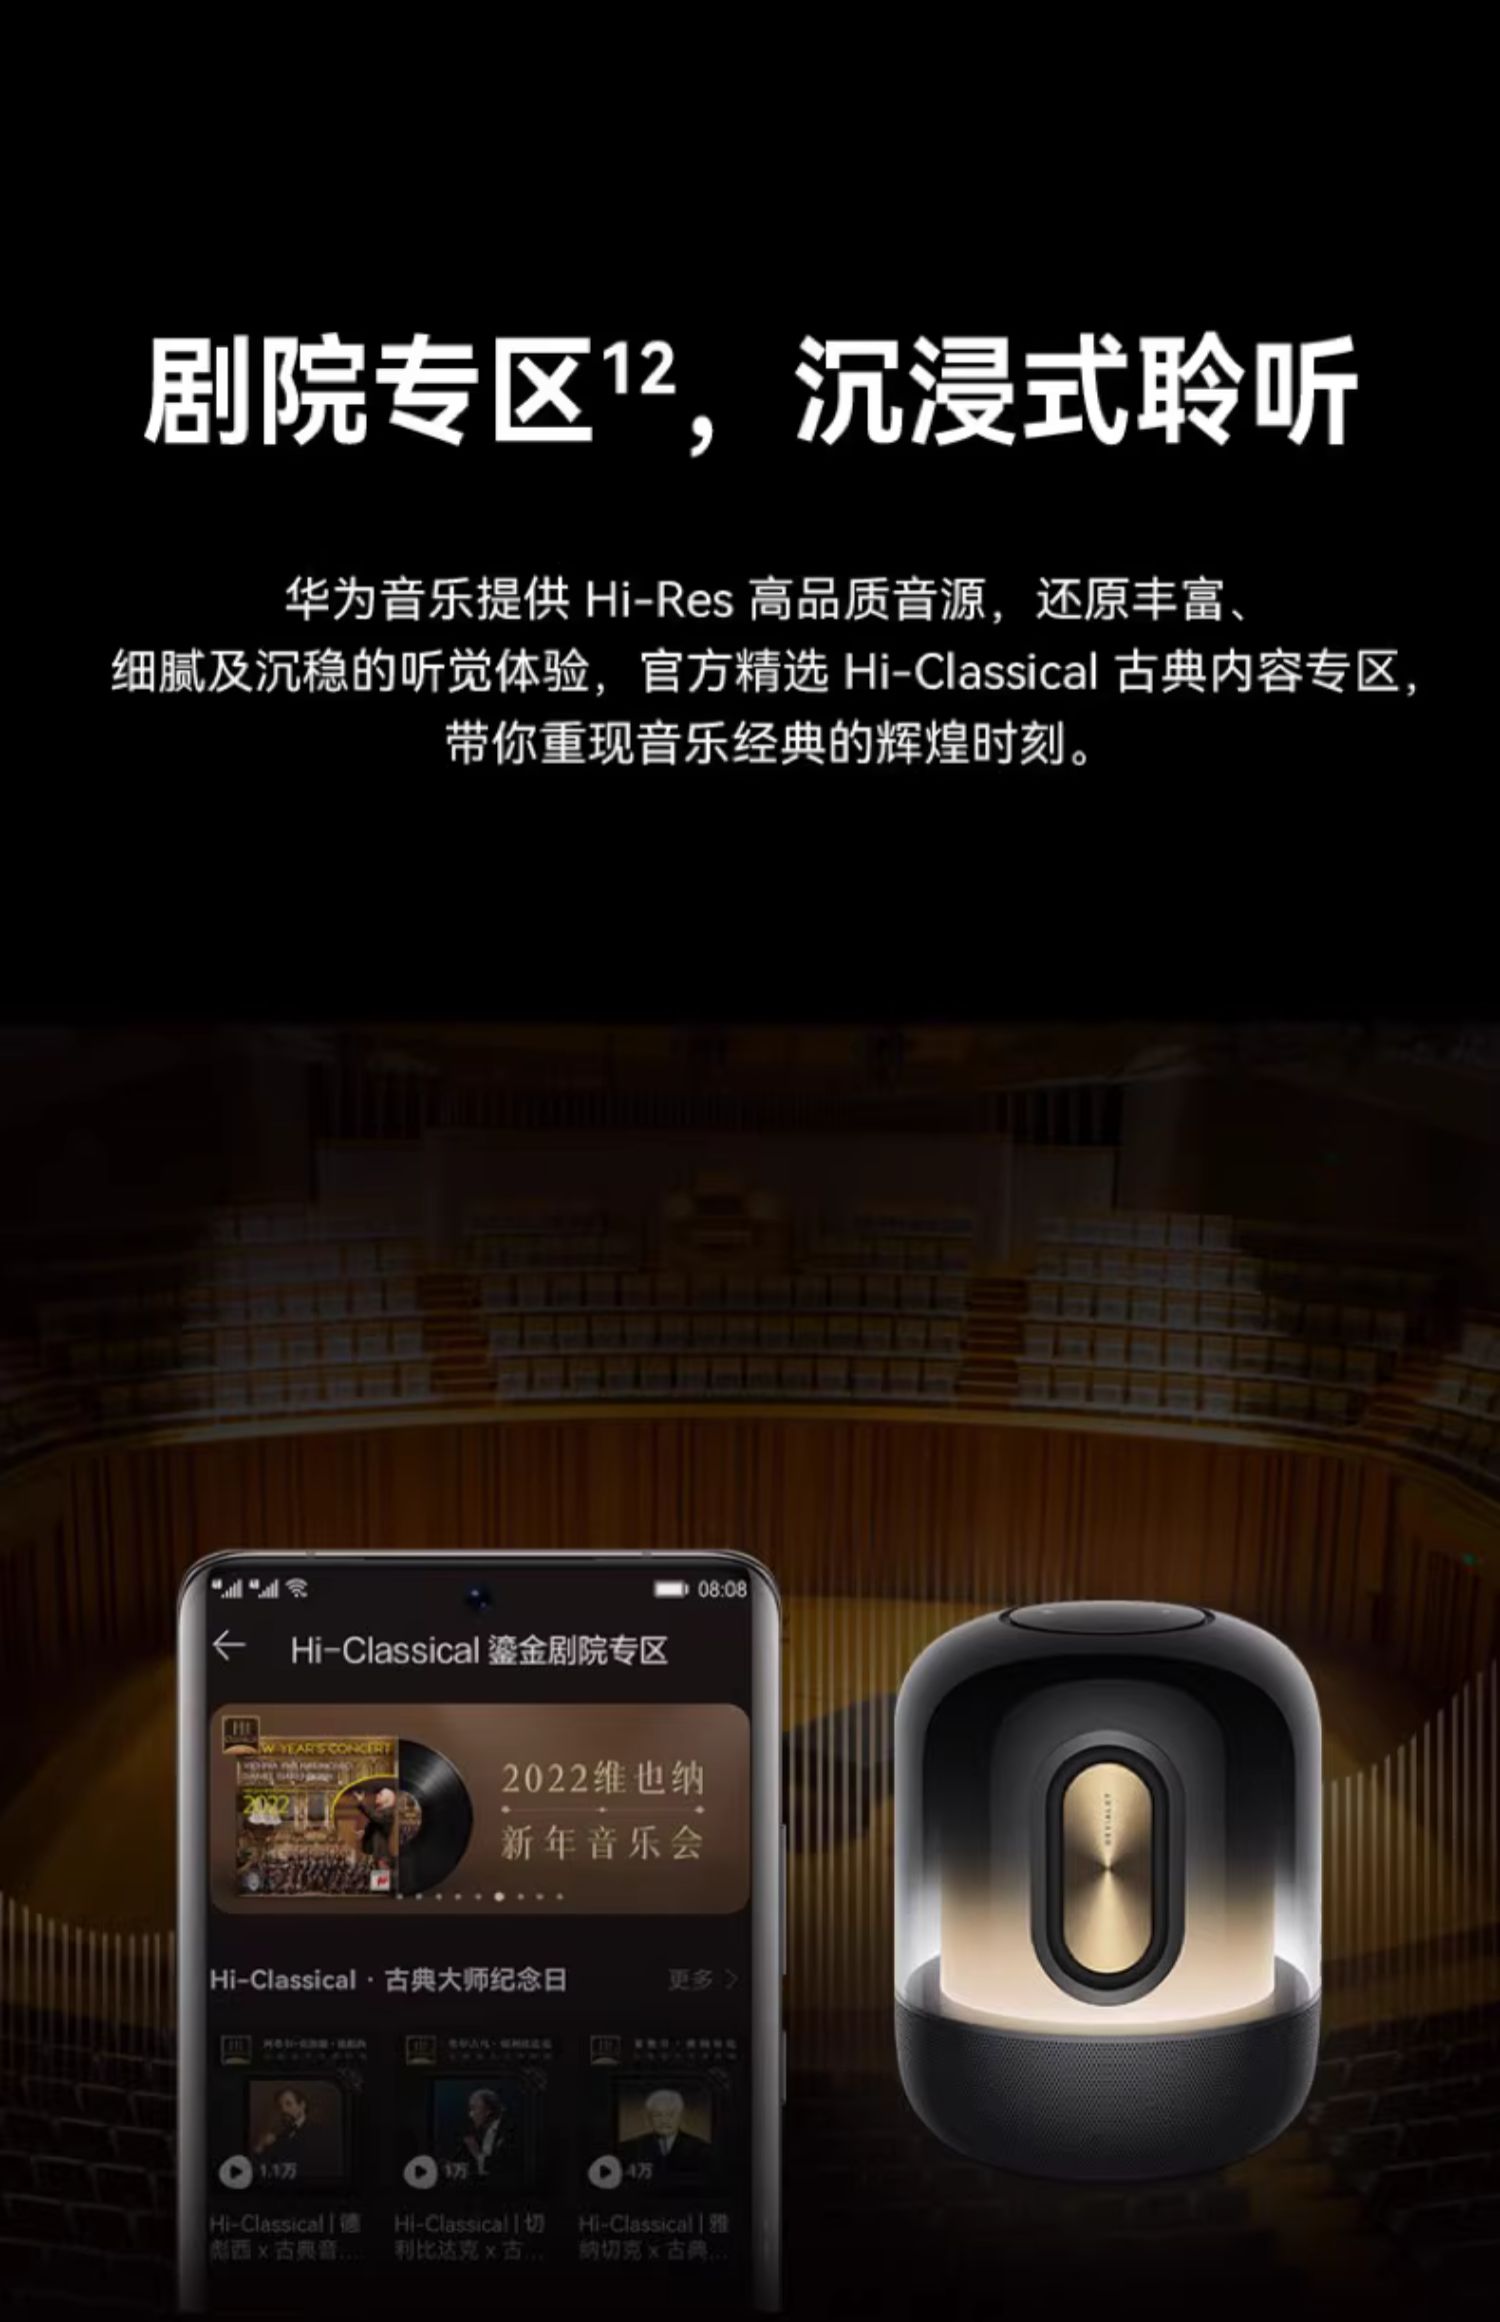 剧院专区12，沉浸式聆听
华为音乐提供 Hi-Res 高品质音源，还原丰富、
细腻及沉稳的听觉体验，官方精选 Hi-Classical 古典内容专区，
带你重现音乐经典的辉煌时刻。
08:08
Hi-Classical 鎏金剧院专区
HI
W YEAR'S CONCERT
2022
2022维也纳
新年音乐会
DEVIALET
Hi-Classical · 古典大师纪念日
更多
1.1万
1万
4万
Hi-Classical | 德
彪西 x 古典音....
Hi-Classical | 切
利比达克 x 古...
Hi-Classical | 雅
纳切克 x 古典...